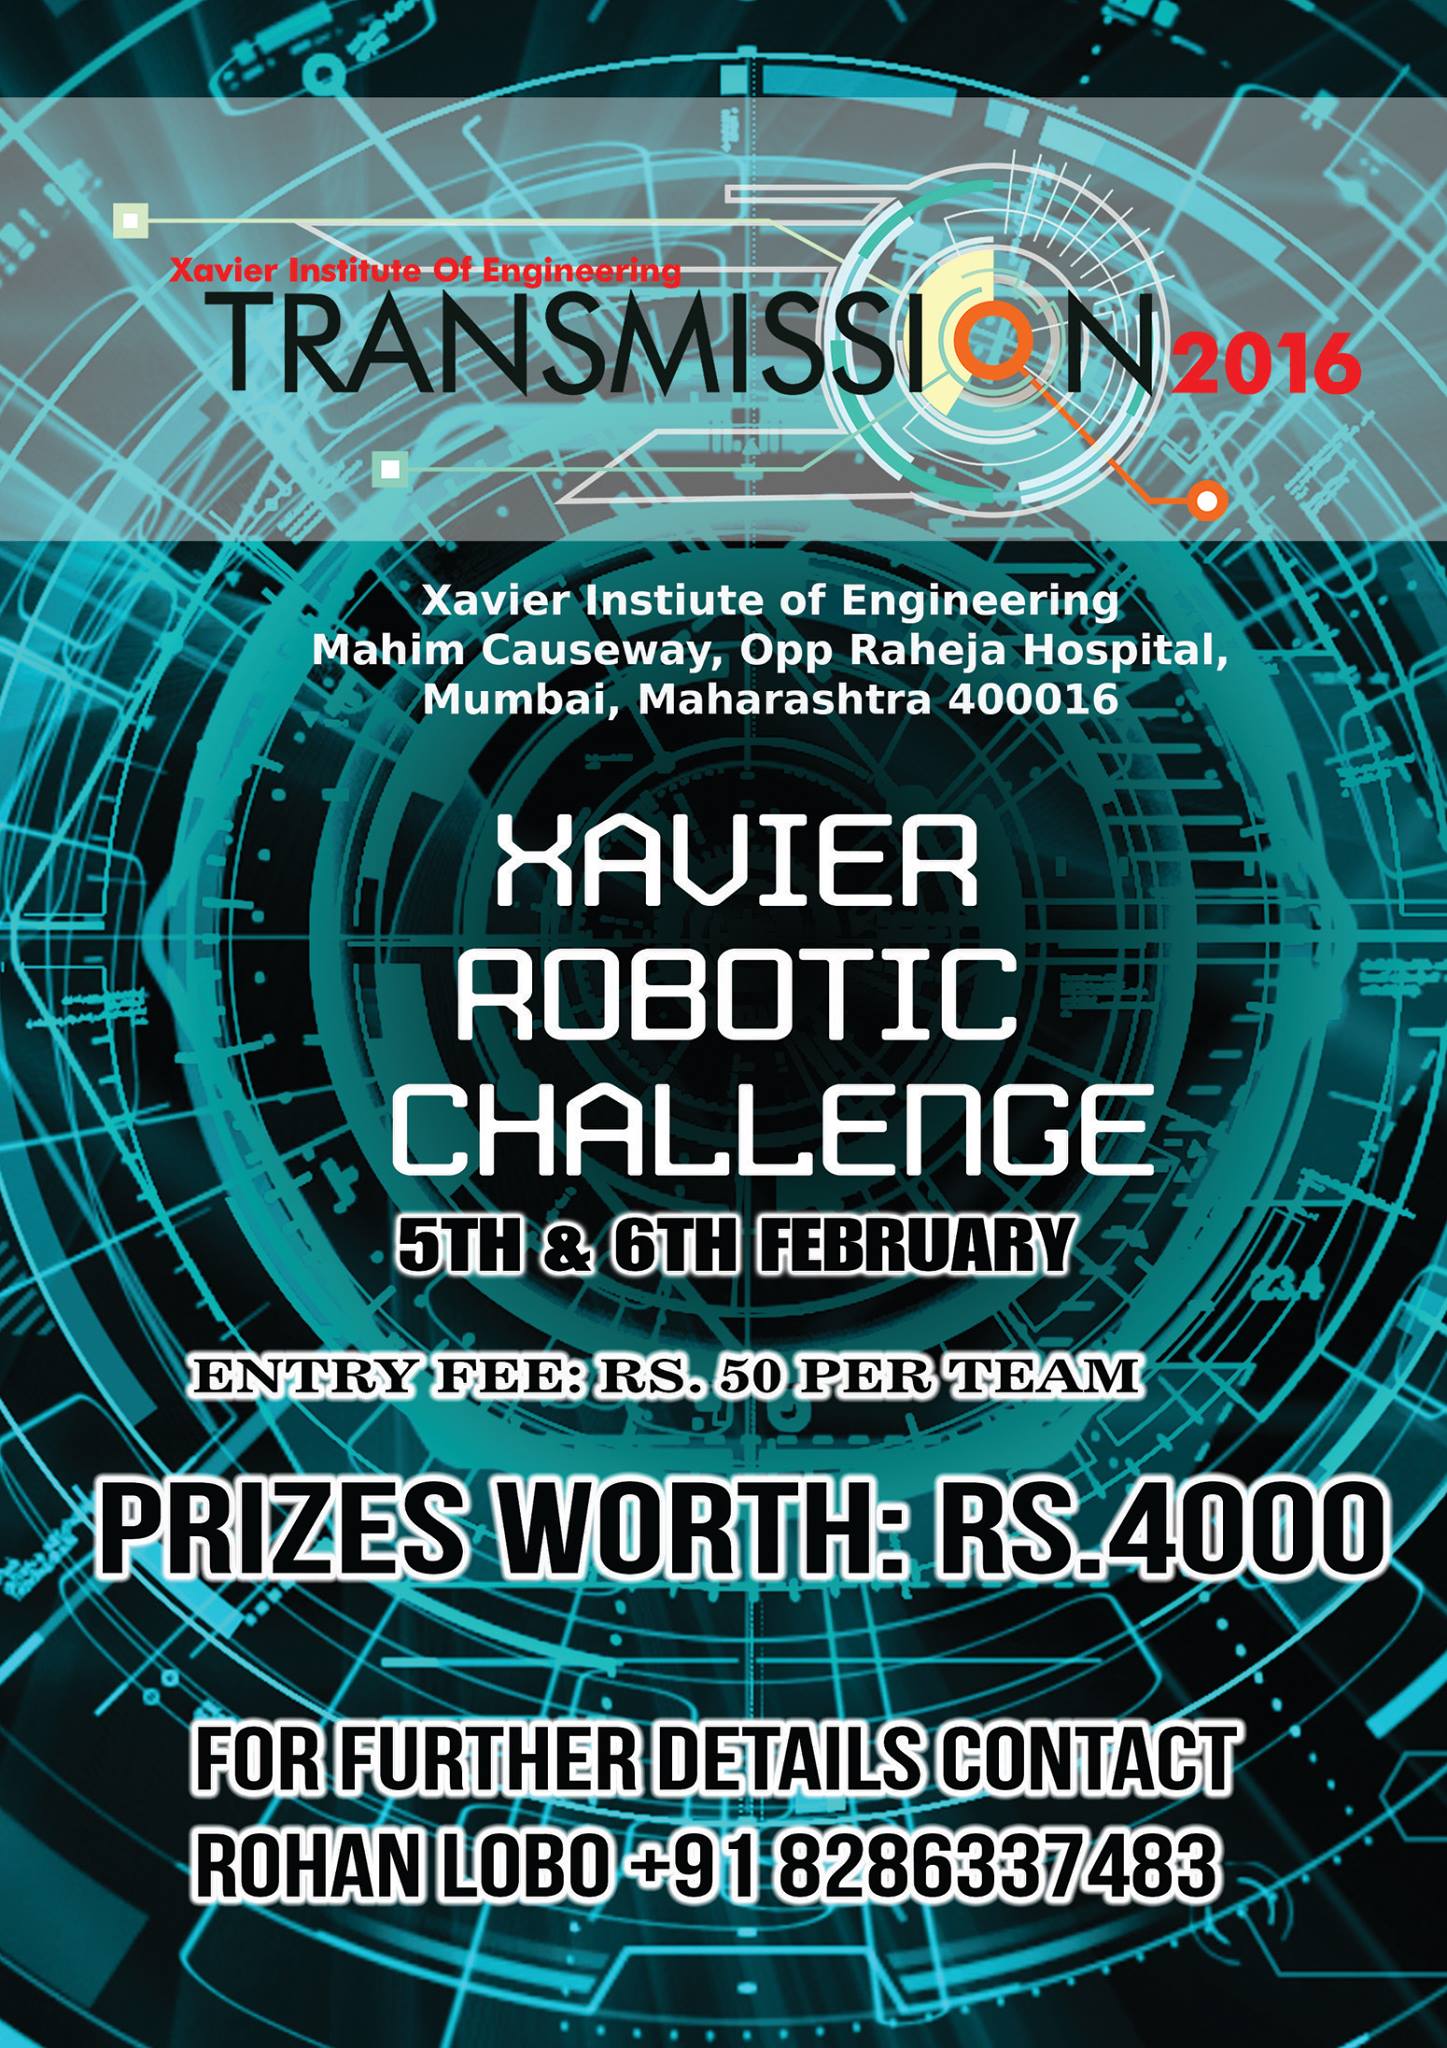 Xavier Institute Of Engineering
TRANSMISSION 2016
Xavier Instiute of Engineering
Mahim Causeway, Opp Raheja Hospital,
Mumbai, Maharashtra 400016
XAVIER
ROBOTIC
CHALLENGE
5TH & 6TH FEBRUARY
ENTRY FEE: RS. 50 PER TEAM
PRIZES WORTH: RS.4000
FOR FURTHER DETAILS CONTACT
ROHAN LOBO +91 8286337483